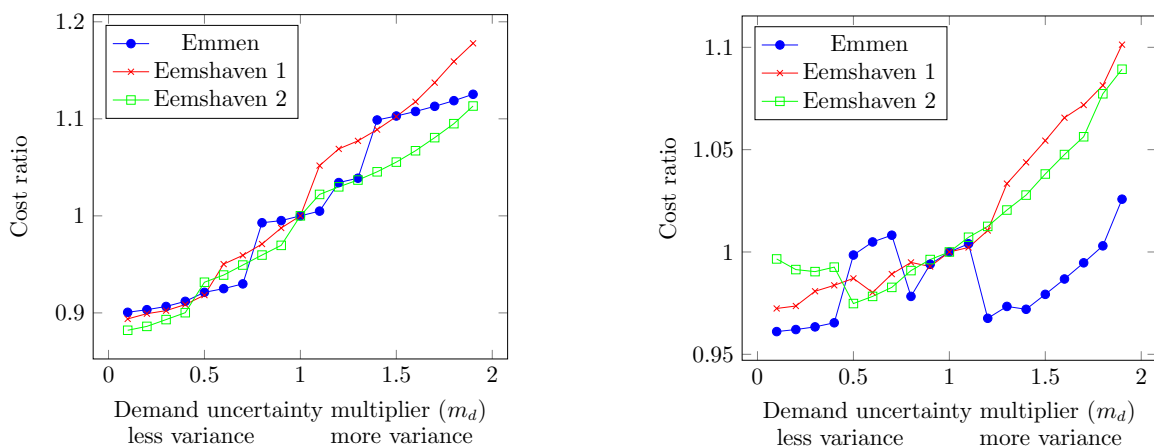 1.2
1.1
1
0.9
0
0.5
1
1.5
2
Cost ratio
Emmen
Eemshaven 1
Eemshaven 2
Demand uncertainty multiplier (m_d)
less variance more variance
1.1
1.05
1
0.95
0
0.5
1
1.5
2
Cost ratio
Emmen
Eemshaven 1
Eemshaven 2
Demand uncertainty multiplier (m_d)
less variance more variance